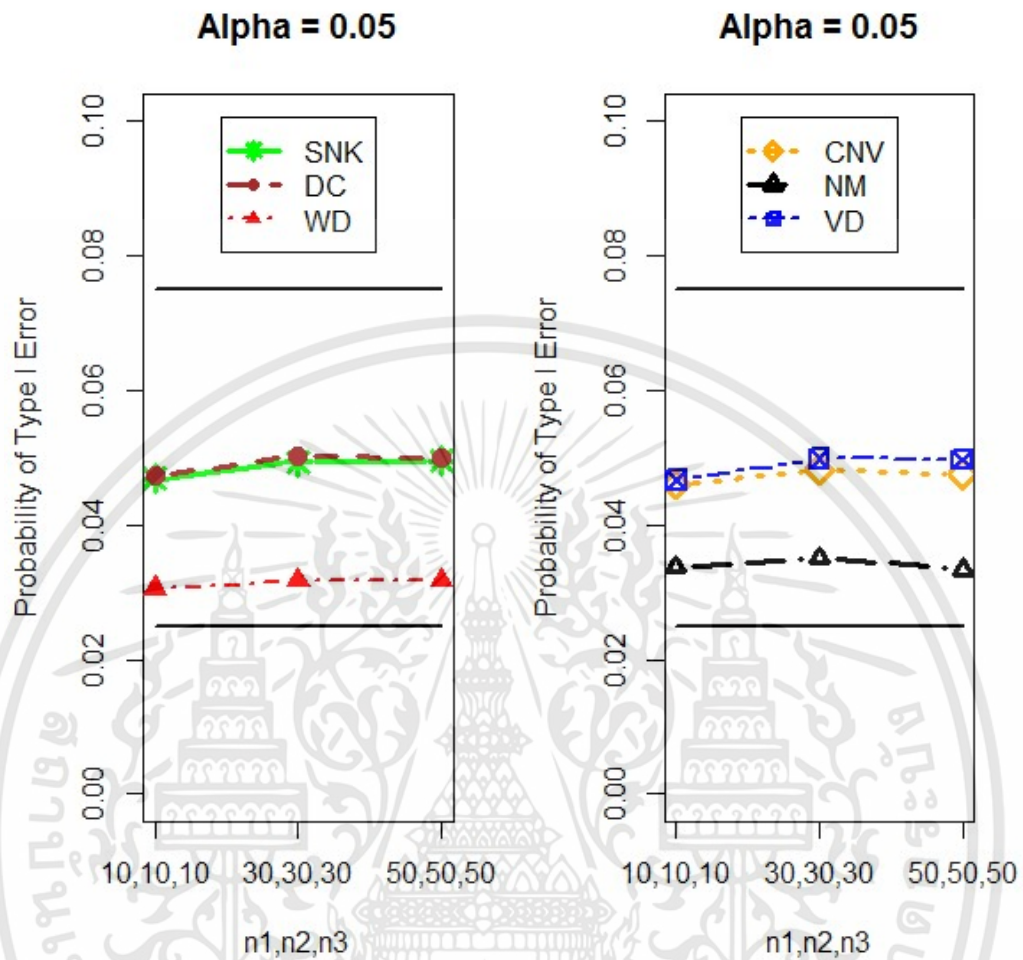 Alpha = 0.05
SNK
DC
WD
Probability of Type I Error
0.10
0.08
0.06
0.04
0.02
0.00
10,10,10 30,30,30 50,50,50
n1,n2,n3
Alpha = 0.05
CNV
NM
VD
Probability of Type I Error
0.10
0.08
0.06
0.04
0.02
0.00
10,10,10 30,30,30 50,50,50
n1,n2,n3